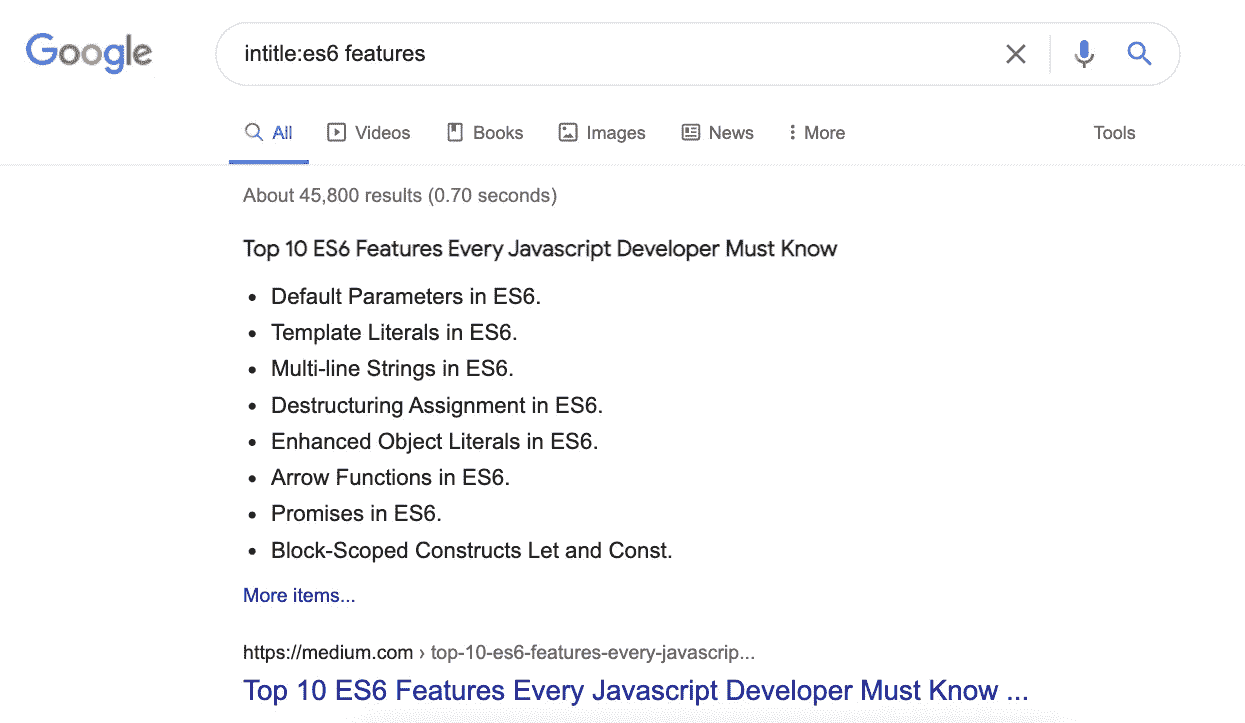 Google
intitle:es6 features
All Videos Books Images News More Tools
About 45,800 results (0.70 seconds)
Top 10 ES6 Features Every Javascript Developer Must Know
• Default Parameters in ES6.
• Template Literals in ES6.
• Multi-line Strings in ES6.
• Destructuring Assignment in ES6.
• Enhanced Object Literals in ES6.
• Arrow Functions in ES6.
• Promises in ES6.
• Block-Scoped Constructs Let and Const.
More items...
https://medium.com › top-10-es6-features-every-javascrip...
Top 10 ES6 Features Every Javascript Developer Must Know ...